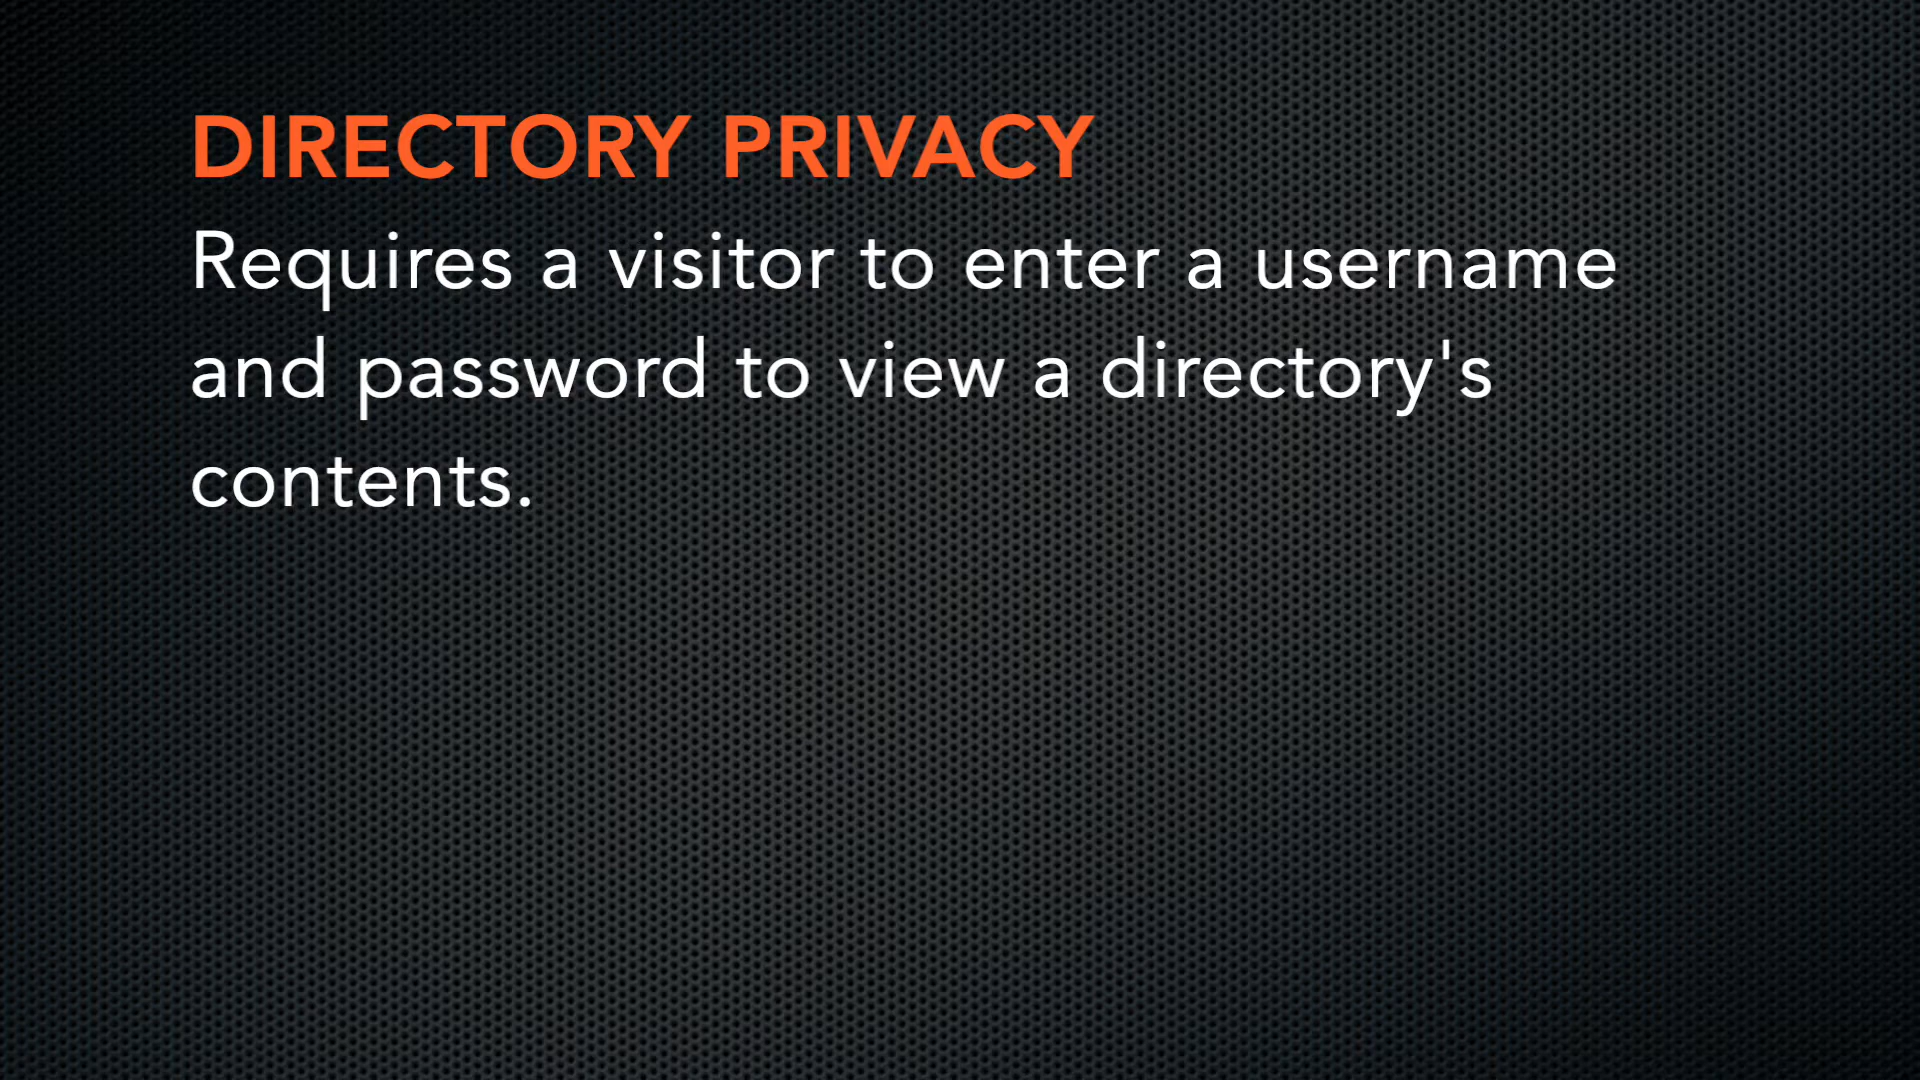 DIRECTORY PRIVACY
Requires a visitor to enter a username
and password to view a directory's
contents.